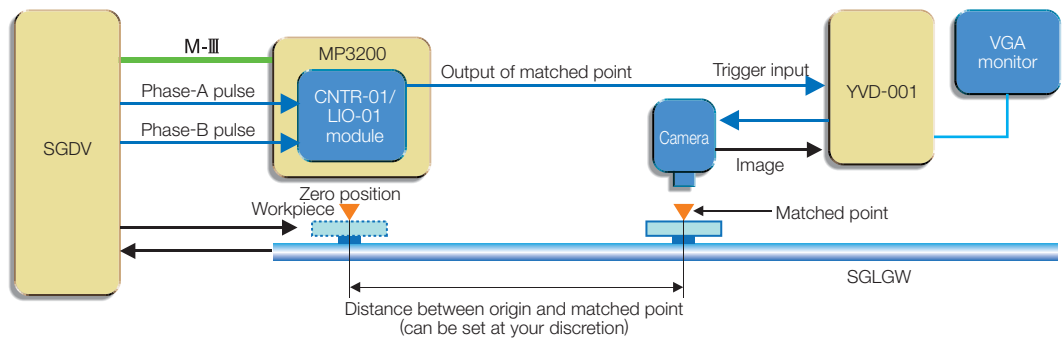 M-Ⅲ
MP3200
Phase-A pulse
Phase-B pulse
CNTR-01/
LIO-01
module
SGDV
Output of matched point
Trigger input
YVD-001
VGA
monitor
Camera
Image
Zero position
Workpiece
Matched point
SGLGW
Distance between origin and matched point
(can be set at your discretion)